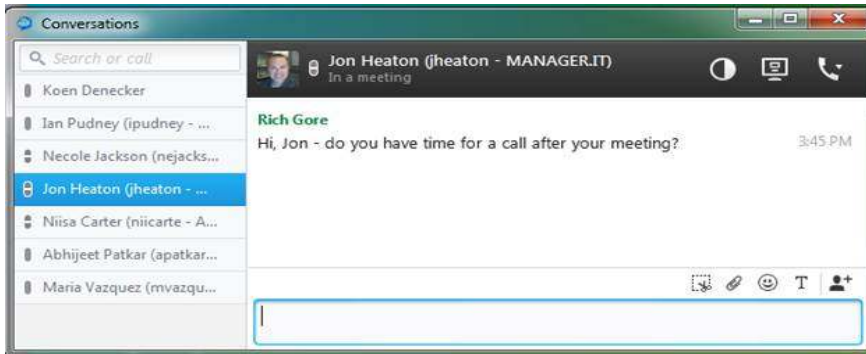 Conversations
Search or call
Koen Denecker
Ian Pudney (ipudney - ...
Necole Jackson (nejacks...
Jon Heaton (jheaton - ...
Niisa Carter (niicarte - A...
Abhijeet Patkar (apatkar...
Maria Vazquez (mvazqu...
Jon Heaton (jheaton - MANAGER.IT)
In a meeting
Rich Gore
Hi, Jon - do you have time for a call after your meeting? 3:45 PM
T